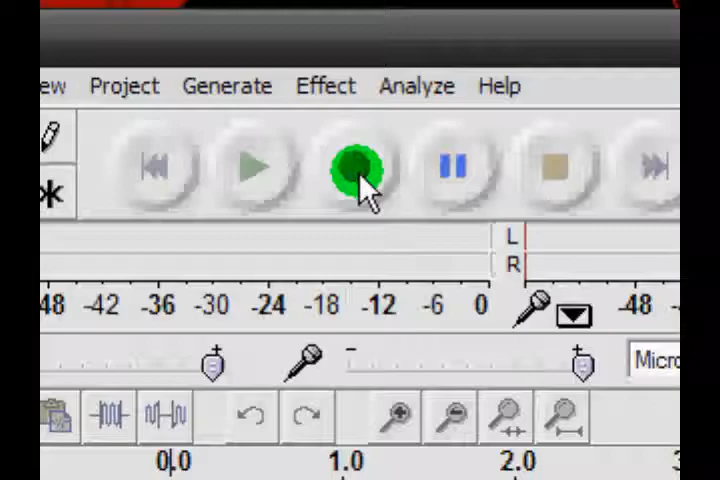 ew Project Generate Effect Analyze Help
L
R
48 -42 -36 -30 -24 -18 -12 -6 0 -48
Micro
0.0 1.0 2.0